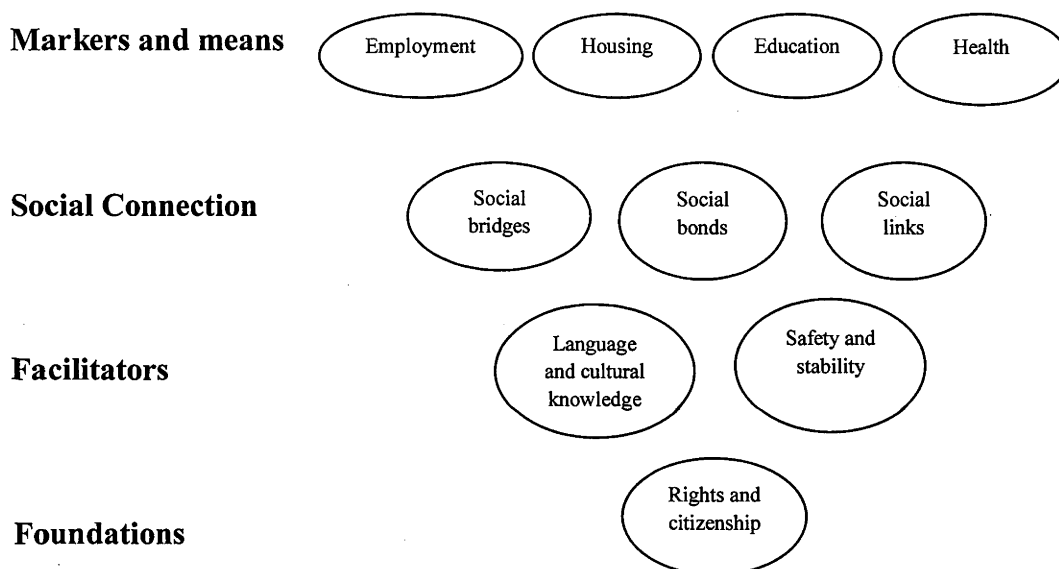 Markers and means
Employment
Housing
Education
Health
Social Connection
Social
bridges
Social
bonds
Social
links
Facilitators
Language
and cultural
knowledge
Safety and
stability
Foundations
Rights and
citizenship